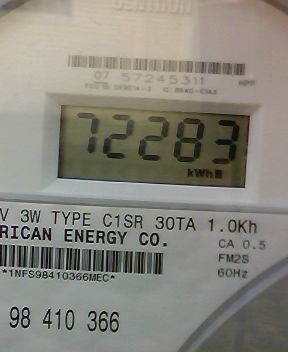 CENTRON
07 57245311
72283
kWh
V 3W TYPE C1SR 30TA 1.0Kh
RICAN ENERGY CO.
CA 0.5
FM2S
60Hz
*1NFS98410366MEC*
98 410 366